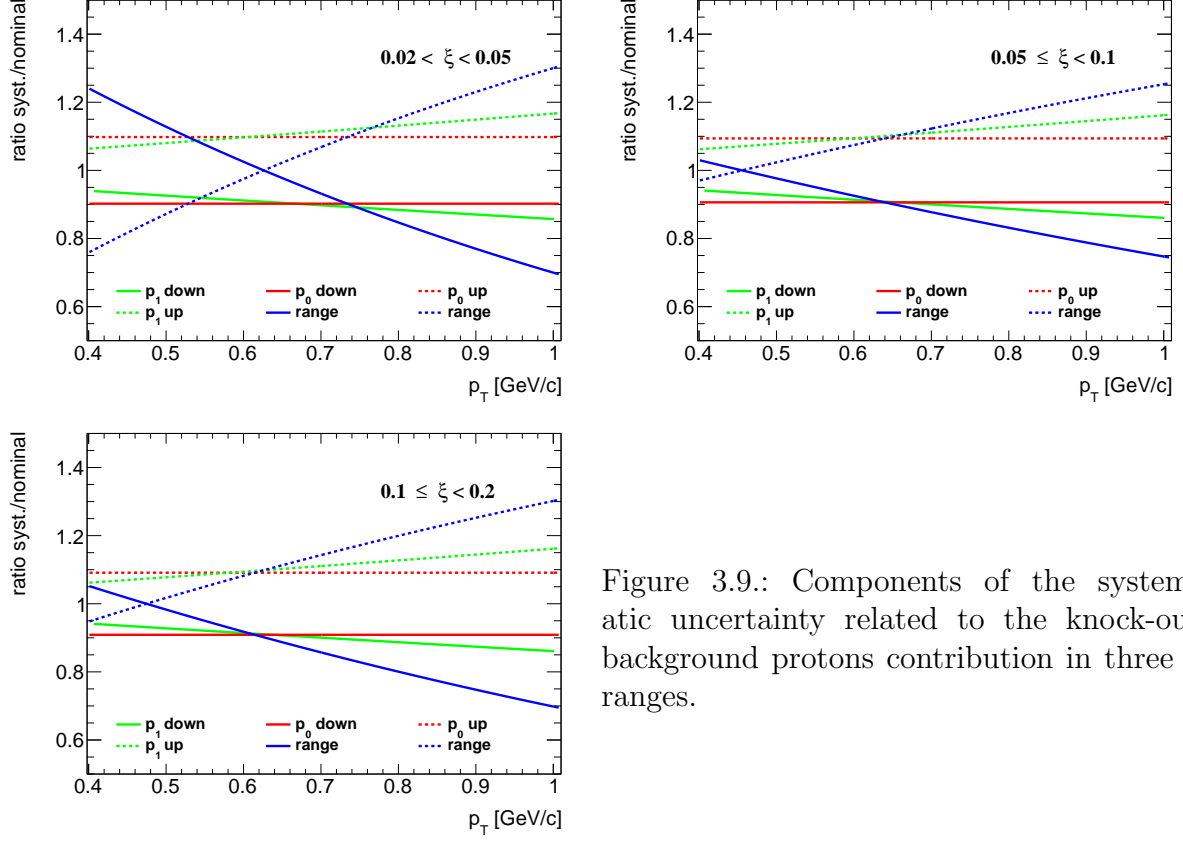 ratio syst./nominal
1.4
1.2
1
0.8
0.6
0.02 < ξ < 0.05
p1 down p0 down p0 up
p1 up range range
0.4 0.5 0.6 0.7 0.8 0.9 1
pT [GeV/c]
ratio syst./nominal
1.4
1.2
1
0.8
0.6
0.05 ≤ ξ < 0.1
p1 down p0 down p0 up
p1 up range range
0.4 0.5 0.6 0.7 0.8 0.9 1
pT [GeV/c]
ratio syst./nominal
1.4
1.2
1
0.8
0.6
0.1 ≤ ξ < 0.2
p1 down p0 down p0 up
p1 up range range
0.4 0.5 0.6 0.7 0.8 0.9 1
pT [GeV/c]
Figure 3.9.: Components of the system
atic uncertainty related to the knock-ou
background protons contribution in three
ranges.